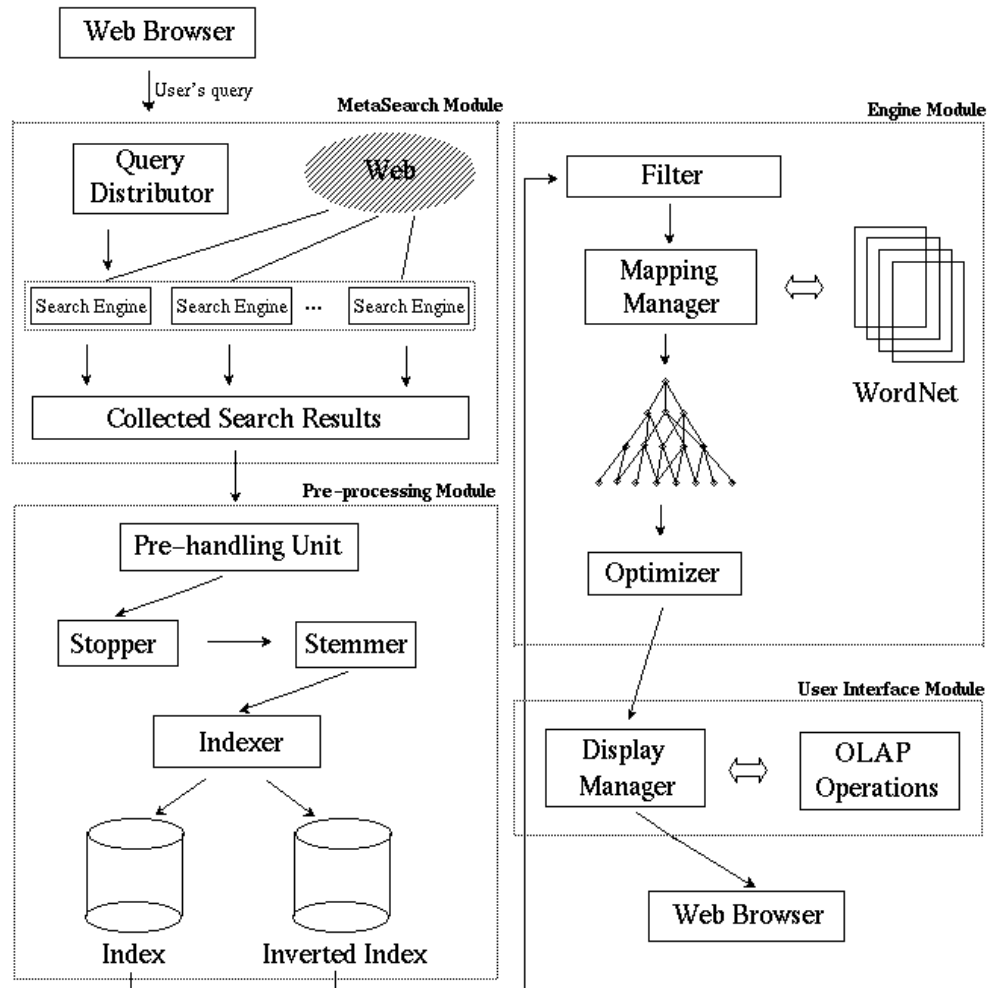 Web Browser
User's query
MetaSearch Module
Query
Distributor
Web
Search Engine
Search Engine
...
Search Engine
Collected Search Results
Pre-processing Module
Pre-handling Unit
Stopper
Stemmer
Indexer
Index
Inverted Index
Engine Module
Filter
Mapping
Manager
WordNet
Optimizer
User Interface Module
Display
Manager
OLAP
Operations
Web Browser